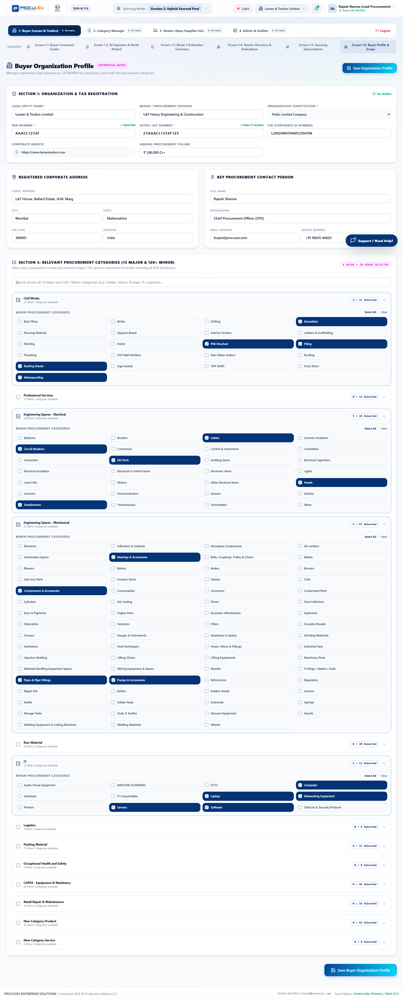 PROCUCEV
QUA
QUA AI 2.0
Sourcing Mode: Version 2: Hybrid Sourced Pool
Light
Larsen & Toubro Limited
RA
Rajesh Sharma (Lead Procurement)
Azure SSO Verified
1. Buyer (Larsen & Toubro) 6 Screens
2. Category Manager 6 Screens
3. Vendor (Apex Supplies Ltd.) 6 Screens
4. Admin & Auditor 2 Screens
Logout
SCREENS:
Screen 1.1: Buyer Command Center
Screen 1.2: AI Ingestion & Mode Wizard
Screen 1.3: Mode 3 Evaluation Summary
Screen 1.4: Vendor Directory & Evaluations
Screen 1.5: Sourcing Subscriptions
Screen 1.6: Buyer Profile & Scope
Buyer Organization Profile ENTERPRISE BUYER
Manage organization legal governance, GSTIN/PAN tax compliance, and multi-tier procurement categories.
Save Organization Profile
SECTION 1: ORGANIZATION & TAX REGISTRATION
Tax Verified
LEGAL ENTITY NAME *
Larsen & Toubro Limited
BRAND / PROCUREMENT DIVISION
L&T Heavy Engineering & Construction
ORGANIZATION CONSTITUTION *
Public Limited Company
PAN NUMBER * ✓ Valid PAN
AAACL1234F
GSTIN / GST NUMBER * ✓ State 27 Verified
27AAACL1234F1Z5
CIN (CORPORATE ID NUMBER)
L28920MH1946PLC004768
CORPORATE WEBSITE
https://www.larsentoubro.com
ANNUAL PROCUREMENT VOLUME
₹ 1,80,000 Cr+
REGISTERED CORPORATE ADDRESS
STREET ADDRESS
L&T House, Ballard Estate, N.M. Marg
CITY
Mumbai
STATE
Maharashtra
PIN CODE
400001
COUNTRY
India
KEY PROCUREMENT CONTACT PERSON
FULL NAME
Rajesh Sharma
DESIGNATION
Chief Procurement Officer (CPO)
EMAIL ADDRESS
buyer@procucev.com
MOBILE NUMBER
+91 98201 44820
Support / Need Help?
SECTION 3: RELEVANT PROCUREMENT CATEGORIES (13 MAJOR & 120+ MINOR)
Select your organization's active procurement scopes. This governs automated AI vendor matching & RFQ distribution.
4 MAJOR • 20 MINOR SELECTED
Search across all 13 Major and 120+ Minor categories (e.g. Cables, Valves, Pumps, IT, Logistics)...
Civil Works
21 Minor Categories available
5 / 21 Selected
MINOR PROCUREMENT CATEGORIES
Select All | Clear
Back filing
Bricks
Drilling
Excavation
Flooring Material
Gypsum Board
Interior Finishes
Ladders & Scaffolding
Painting
Paints
PEB Structure
Piling
Plumbing
PUF Wall Partition
Rain Water Gutters
Roofing
Roofing Sheets
Sign boards
TMT BARS
Vinyl Sheet
Waterproofing
Professional Services
13 Minor Categories available
0 / 13 Selected
Engineering Spares - Electrical
28 Minor Categories available
5 / 28 Selected
MINOR PROCUREMENT CATEGORIES
Select All | Clear
Batteries
Brushes
Cables
Ceramic Insulators
Circuit Breakers
Connectors
Control & Instrument
Controllers
Converters
DG Parts
Earthing Items
Electrical Capacitors
Electrical Insulators
Electrical-Lv Switch Gears
Electronic Items
Lights
Load Cells
Motors
Other Electrical Items
Panels
Scanners
Semiconductors
Sensors
Switchs
Transformers
Transmissions
Transmitters
Wires
Engineering Spares - Mechanical
67 Minor Categories available
5 / 67 Selected
MINOR PROCUREMENT CATEGORIES
Select All | Clear
Abrasives
Adhesives & Sealants
Aerospace Components
Air curtains
Automotive Spares
Bearings & Accessories
Belts, Couplings, Pulley & Chains
Blades
Blowers
Boilers
Brakes
Burners
Cast Iron Parts
Ceramic Items
Clamps
Coils
Compressors & Accessories
Consumables
Conveyors
Customised Parts
Cylinders
Die Casting
Drives
Dust Collectors
Dyes & Pigments
Engine Parts
Excavator Attachments
Explosives
Fabrication
Fasteners
Filters
Foundry Moulds
Furnace
Gauges & Instruments
Gearboxes & Spares
Grinding Materials
Hardwares
Heat Exchangers
Hoses, Valves & Fittings
Industrial Fans
Injection Molding
Lifting Chains
Lifting Equipments
Machinery Parts
Material Handling Equipment Spares
Mining Equipment & Spares
Nozzles
O-Rings / Gasket / Seals
Pipes & Pipe Fittings
Pumps & Accessories
Refractories
Regulators
Repair Kits
Rollers
Rubber Goods
Screens
Shafts
Solder Paste
Solenoids
Springs
Storage Tanks
Tools & Tackles
Vacuum Equipment
Vessels
Welding Equipment & Cutting Machines
Welding Materials
Wheels
Raw Material
20 Minor Categories available
0 / 20 Selected
IT
12 Minor Categories available
5 / 12 Selected
MINOR PROCUREMENT CATEGORIES
Select All | Clear
Audio Visual Equipment
BARCODE SCANNERS
CCTV
Computer
Hardware
IT Consumables
Laptop
Networking Equipment
Printers
Servers
Software
Telecom & Security Products
Logistics
4 Minor Categories available
0 / 4 Selected
Packing Material
22 Minor Categories available
0 / 22 Selected
Occuptional Health and Safety
9 Minor Categories available
0 / 9 Selected
CAPEX - Equipment & Machinery
44 Minor Categories available
0 / 44 Selected
Retail Repair & Maintenance
16 Minor Categories available
0 / 16 Selected
New Category-Product
42 Minor Categories available
0 / 42 Selected
New Category-Service
8 Minor Categories available
0 / 8 Selected
Save Buyer Organization Profile
PROCUCEV ENTERPRISE SOLUTIONS • Enterprise QUA AI Production Release 2.0
System Identifier: client@procucev.com
Azure Region: Central India (Primary) / West US 2